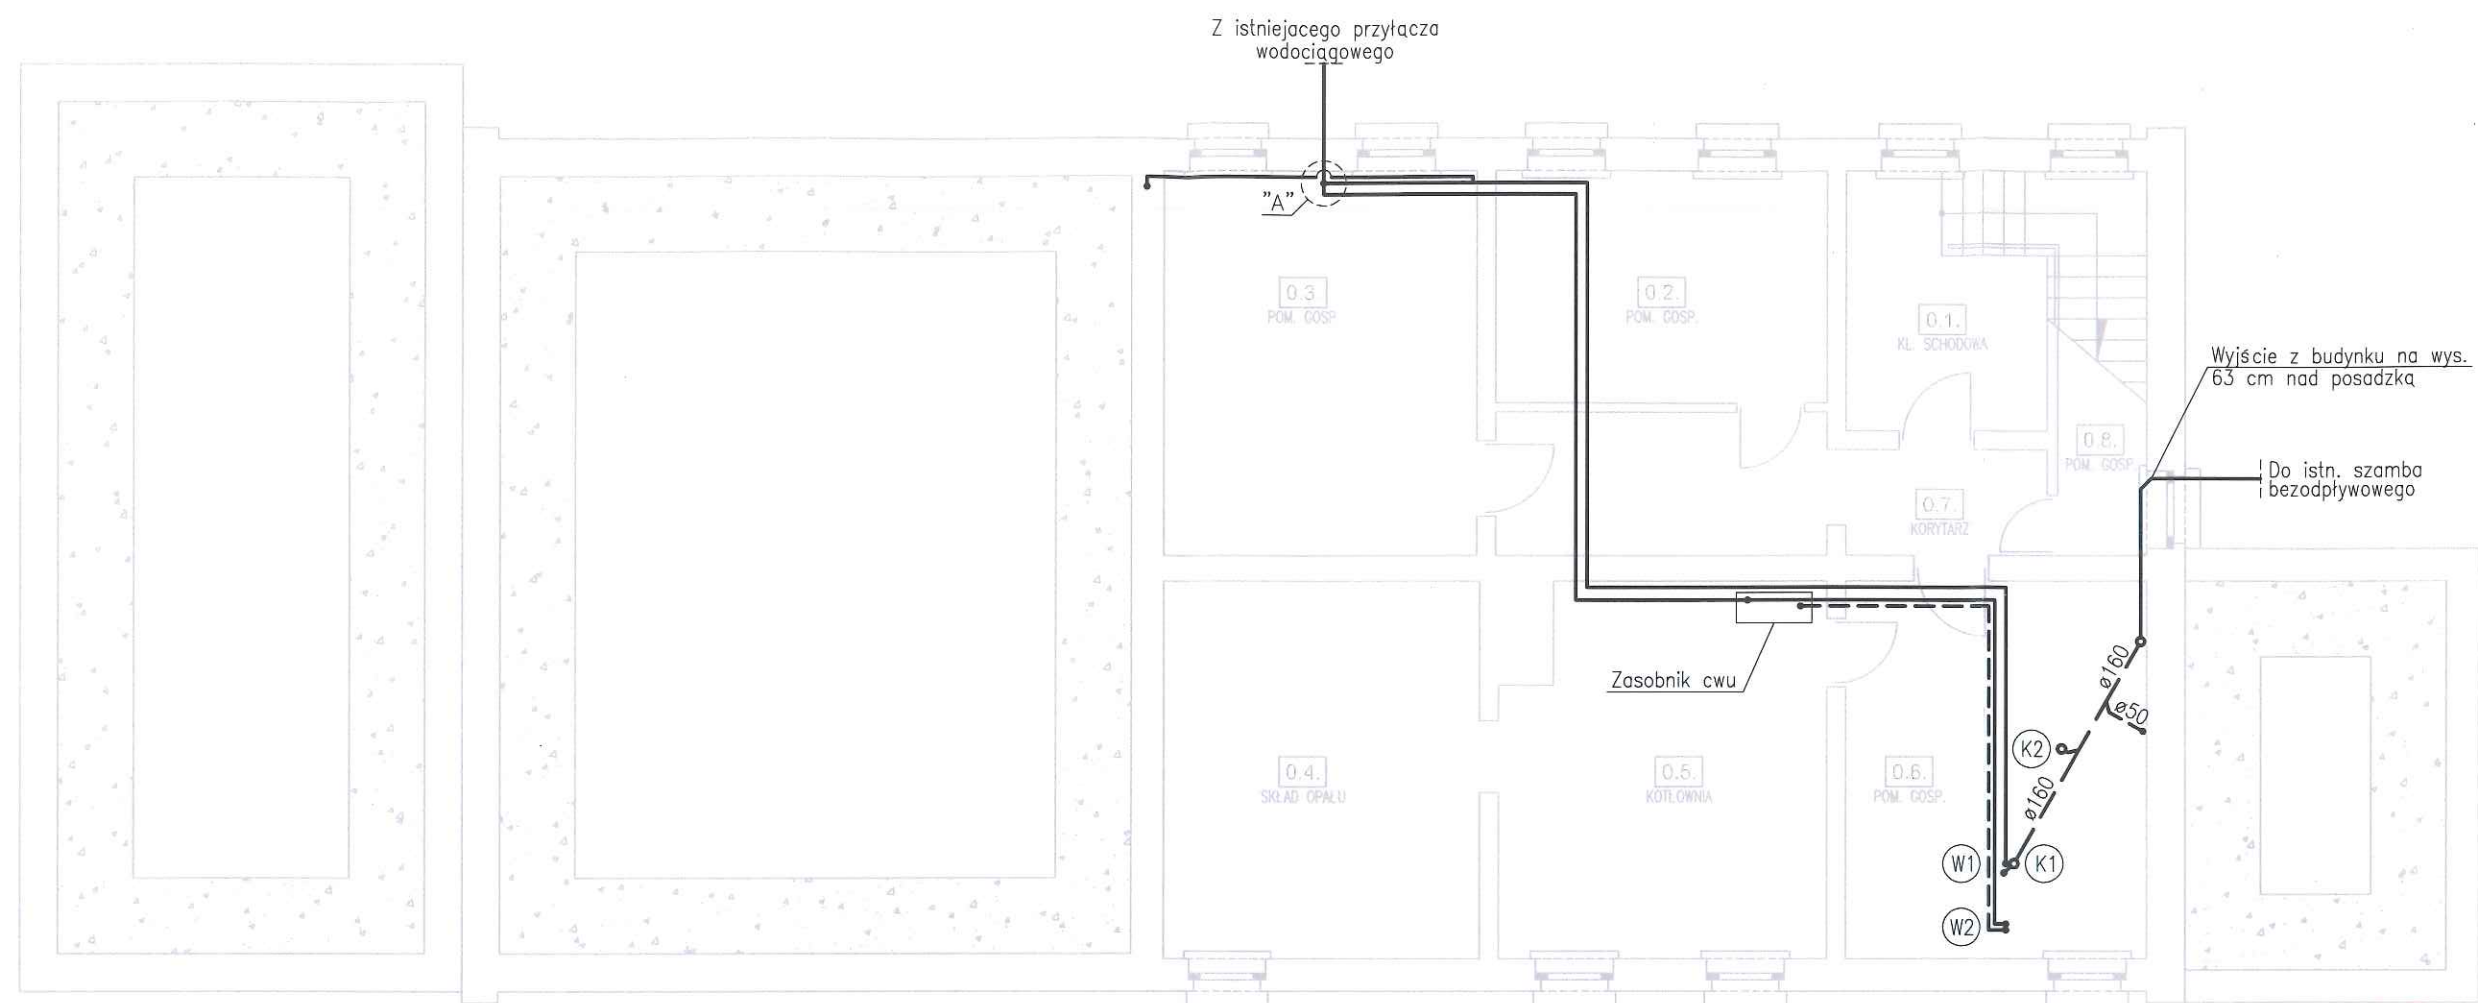 Z istniejacego przyłącza
wodociągowego
"A"
0.3
POM. GOSP
0.2.
POM. GOSP.
0.1.
KL. SCHODOWA
Wyjście z budynku na wys.
63 cm nad posadzką
0 8.
POM. GOSP.
Do istn. szamba
bezodpływowego
0.7.
KORYTARZ
ø160
Zasobnik cwu
ø50
K2
0.4.
SKŁAD OPAŁU
0.5.
KOTŁOWNIA
0.6.
POM. GOSP.
ø160
W1
K1
W2